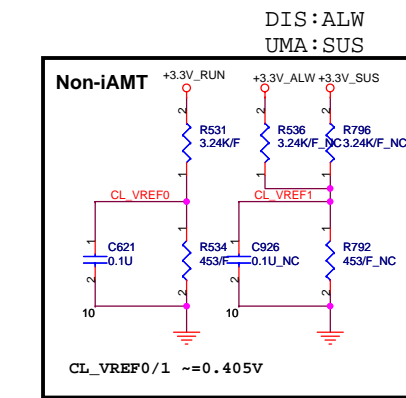 DIS:ALW
UMA:SUS
Non-iAMT
+3.3V_RUN
+3.3V_ALW
+3.3V_SUS
2
2
2
R531
3.24K/F
R536
3.24K/F_NC
R796
3.24K/F_NC
1
1
1
CL_VREF0
CL_VREF1
C621
0.1U
1
2
10
R534
453/F
1
2
C926
0.1U_NC
1
2
10
R792
453/F_NC
1
2
CL_VREF0/1 ~=0.405V